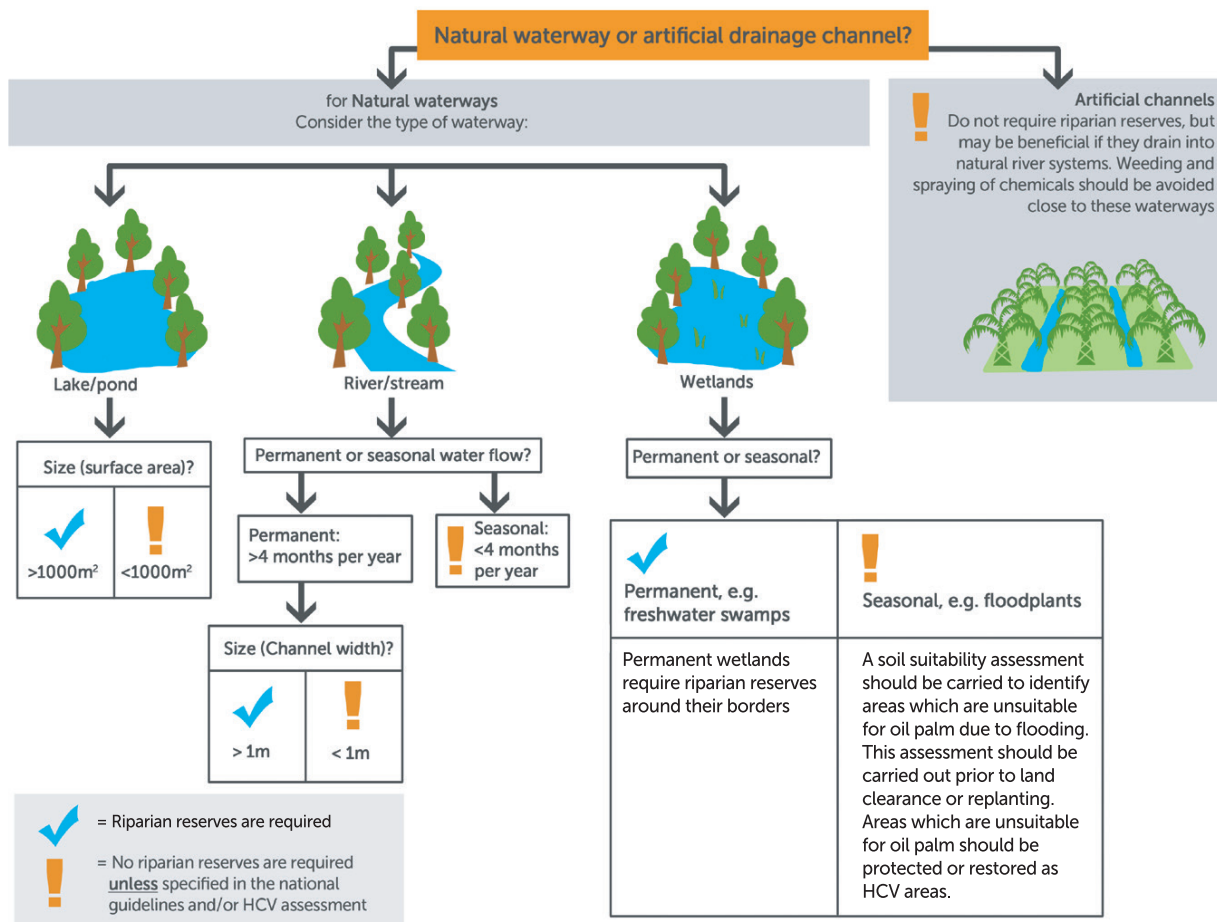 Natural waterway or artificial drainage channel?
for Natural waterways
Consider the type of waterway:
Artificial channels
Do not require riparian reserves, but
may be beneficial if they drain into
natural river systems. Weeding and
spraying of chemicals should be avoided
close to these waterways
Lake/pond
River/stream
Wetlands
Size (surface area)?
>1000m²
<1000m²
Permanent or seasonal water flow?
Permanent:
>4 months per year
Seasonal:
<4 months
per year
Size (Channel width)?
> 1m
< 1m
Permanent or seasonal?
Permanent, e.g.
freshwater swamps
Seasonal, e.g. floodplants
Permanent wetlands
require riparian reserves
around their borders
A soil suitability assessment
should be carried to identify
areas which are unsuitable
for oil palm due to flooding.
This assessment should be
carried out prior to land
clearance or replanting.
Areas which are unsuitable
for oil palm should be
protected or restored as
HCV areas.
= Riparian reserves are required
= No riparian reserves are required
unless specified in the national
guidelines and/or HCV assessment